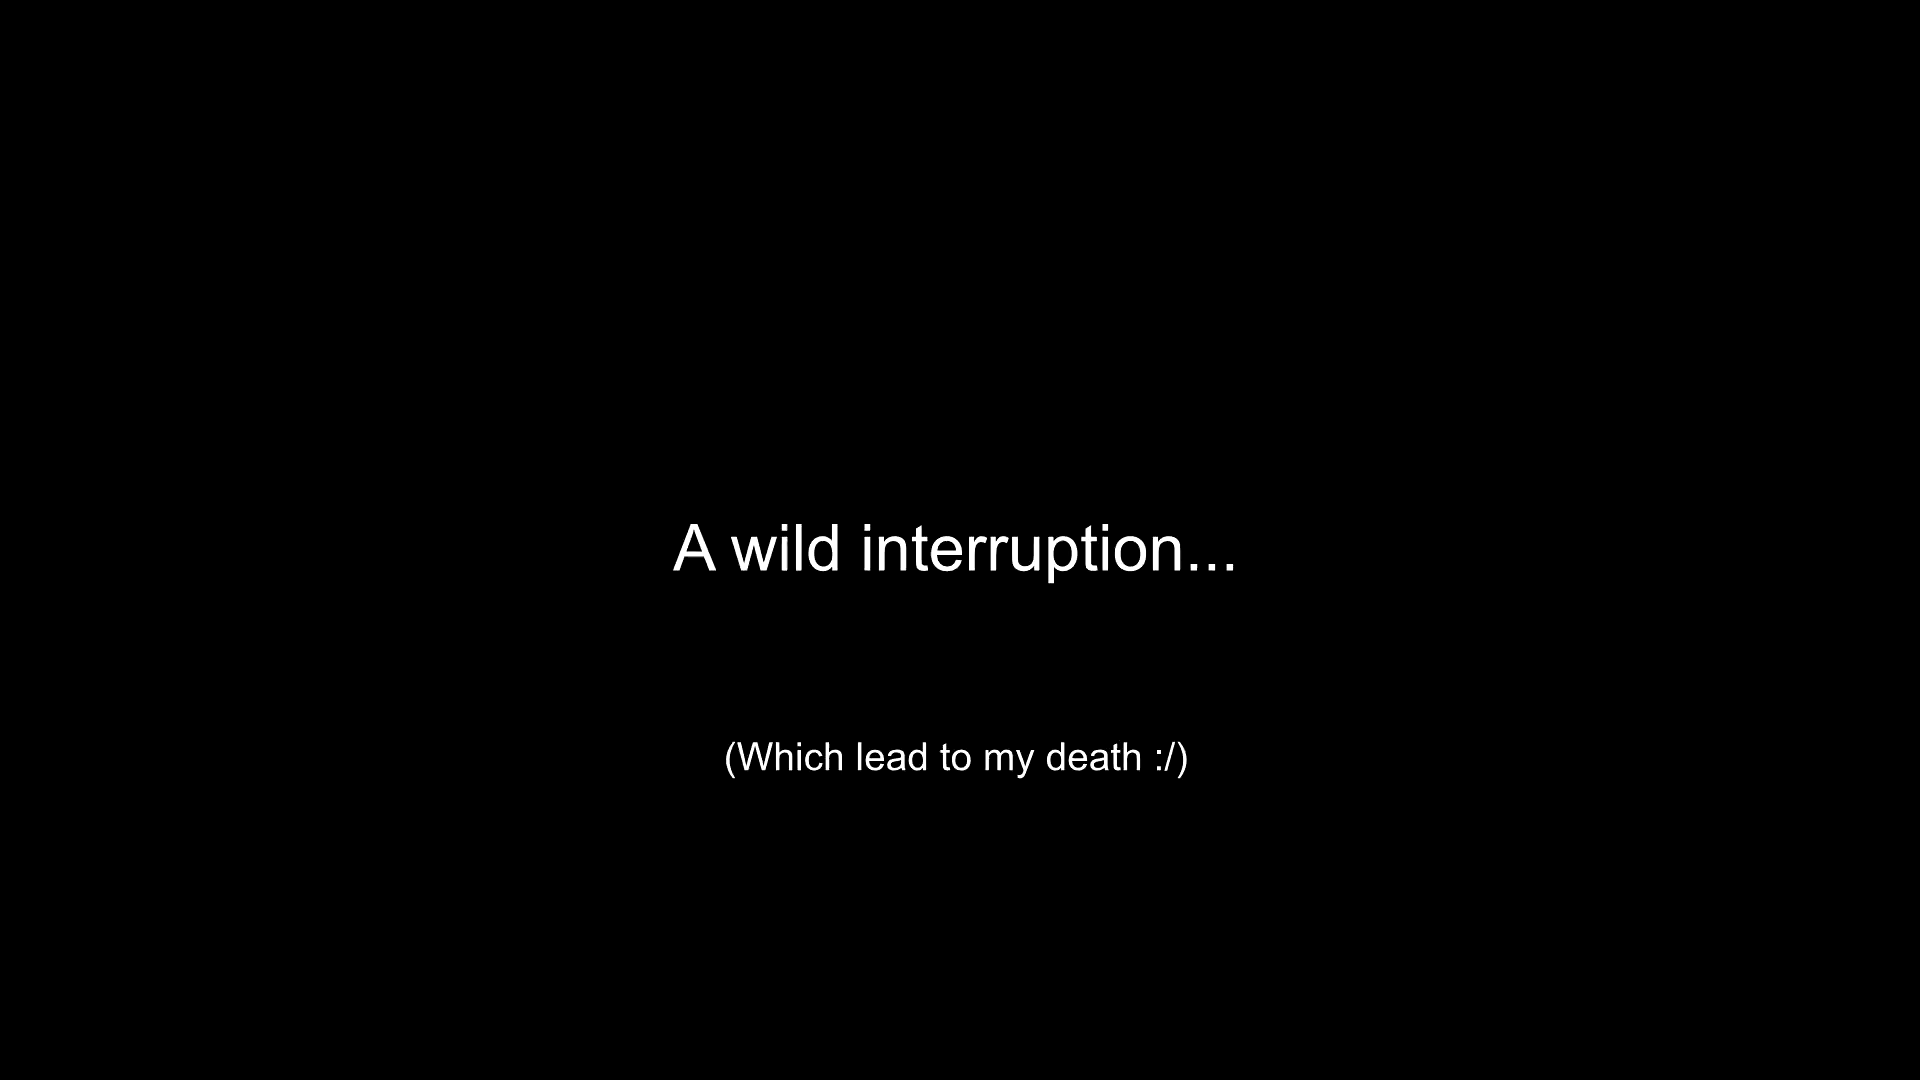 A wild interruption...
(Which lead to my death :/)